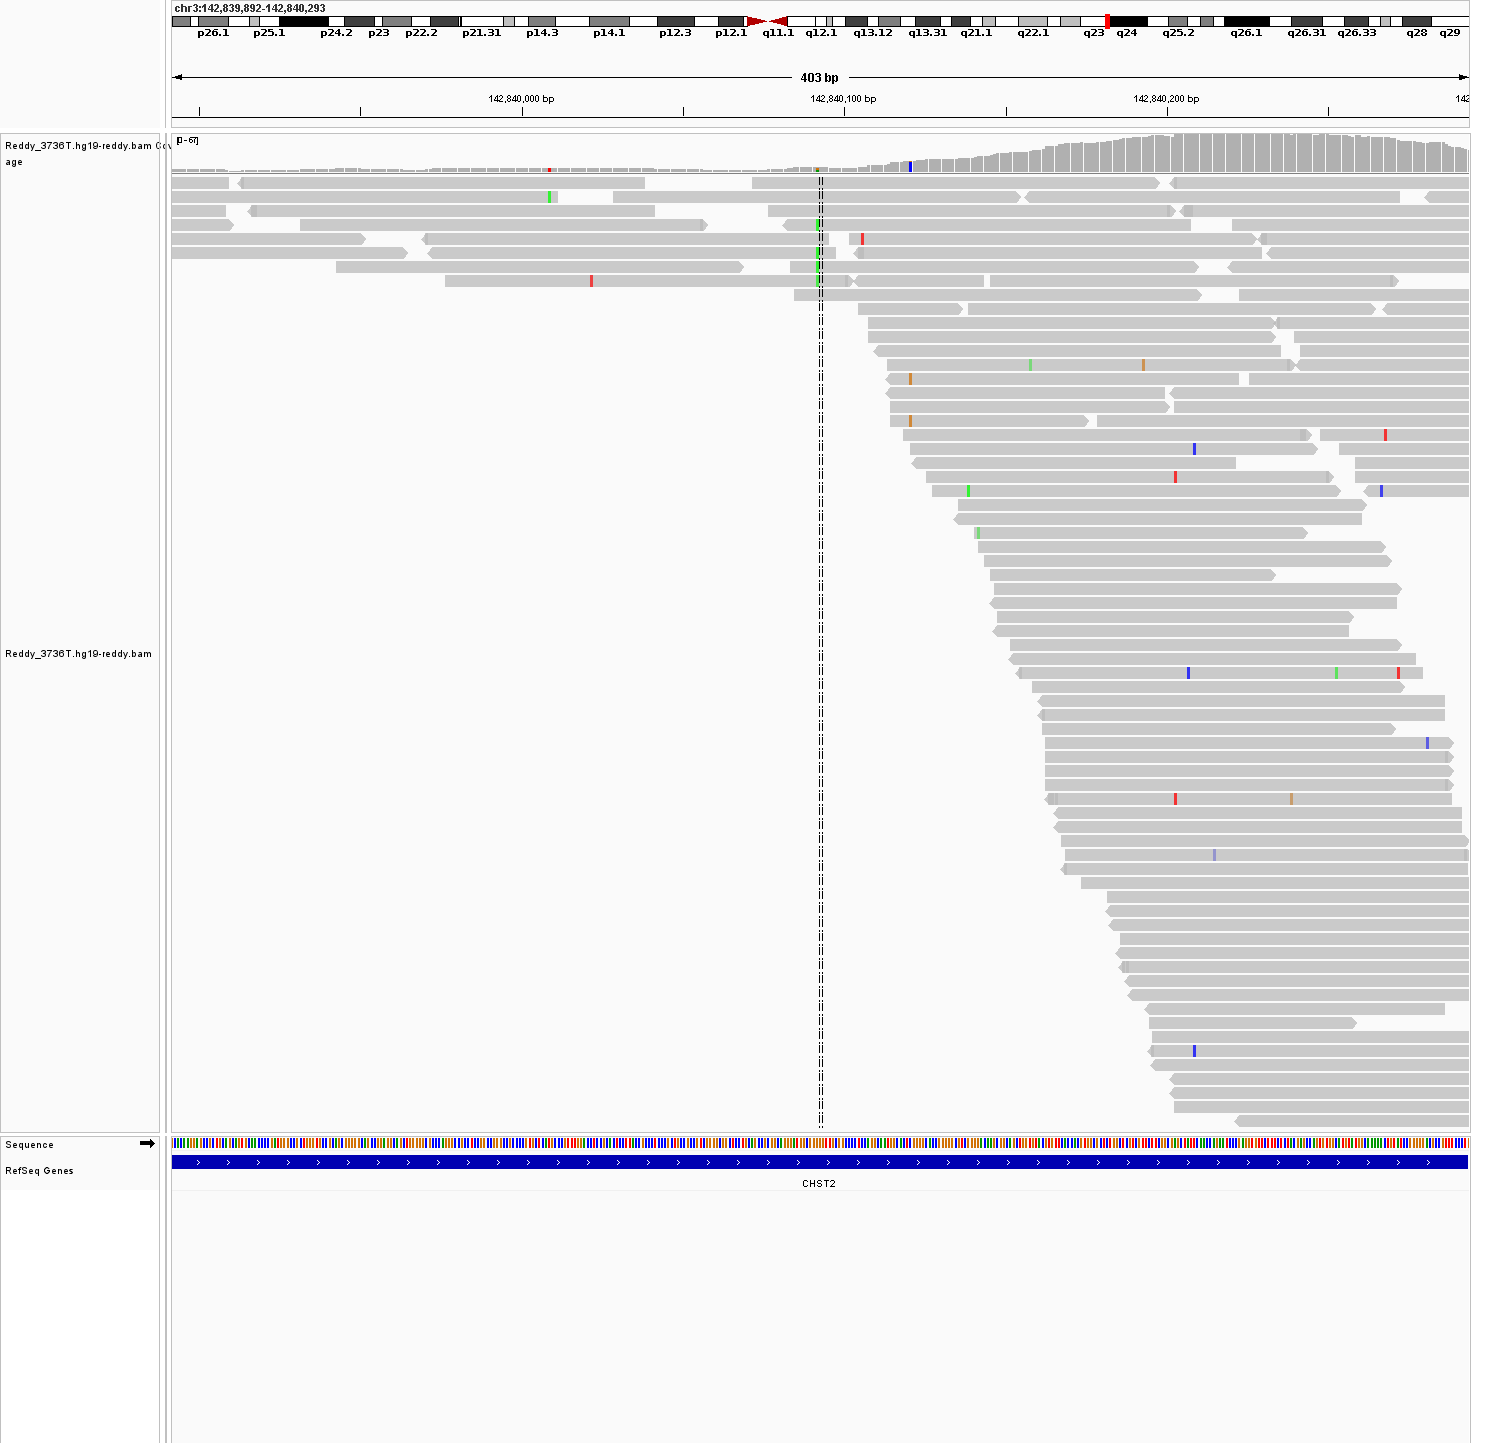 chr3:142,839,892-142,840,293
p26.1 p25.1 p24.2 p23 p22.2 p21.31 p14.3 p14.1 p12.3 p12.1 q11.1 q12.1 q13.12 q13.31 q21.1 q22.1 q23 q24 q25.2 q26.1 q26.31 q26.33 q28 q29
403 bp
142,840,000 bp 142,840,100 bp 142,840,200 bp 142
Reddy_3736T.hg19-reddy.bam Cov
age
[0 - 67]
Reddy_3736T.hg19-reddy.bam
Sequence
RefSeq Genes
CHST2